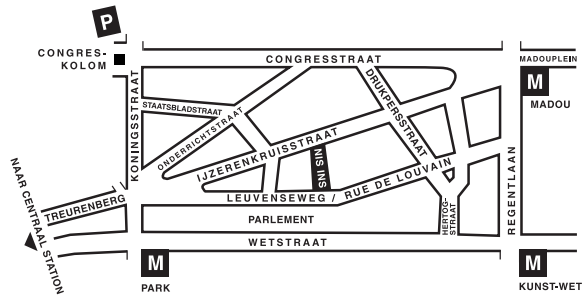 P
CONGRES-
KOLOM
CONGRESSTRAAT
MADOUPLEIN
M
MADOU
KONINGSSTRAAT
STAATSBLADSTRAAT
DRUKPERSSTRAAT
ONDERRICHTSTRAAT
IJZERENKRUISSTRAAT
NIS INS
REGENTLAAN
NAAR CENTRAAL STATION
TREURENBERG
LEUVENSEWEG / RUE DE LOUVAIN
HERTOG-
STRAAT
PARLEMENT
WETSTRAAT
M
PARK
M
KUNST-WET